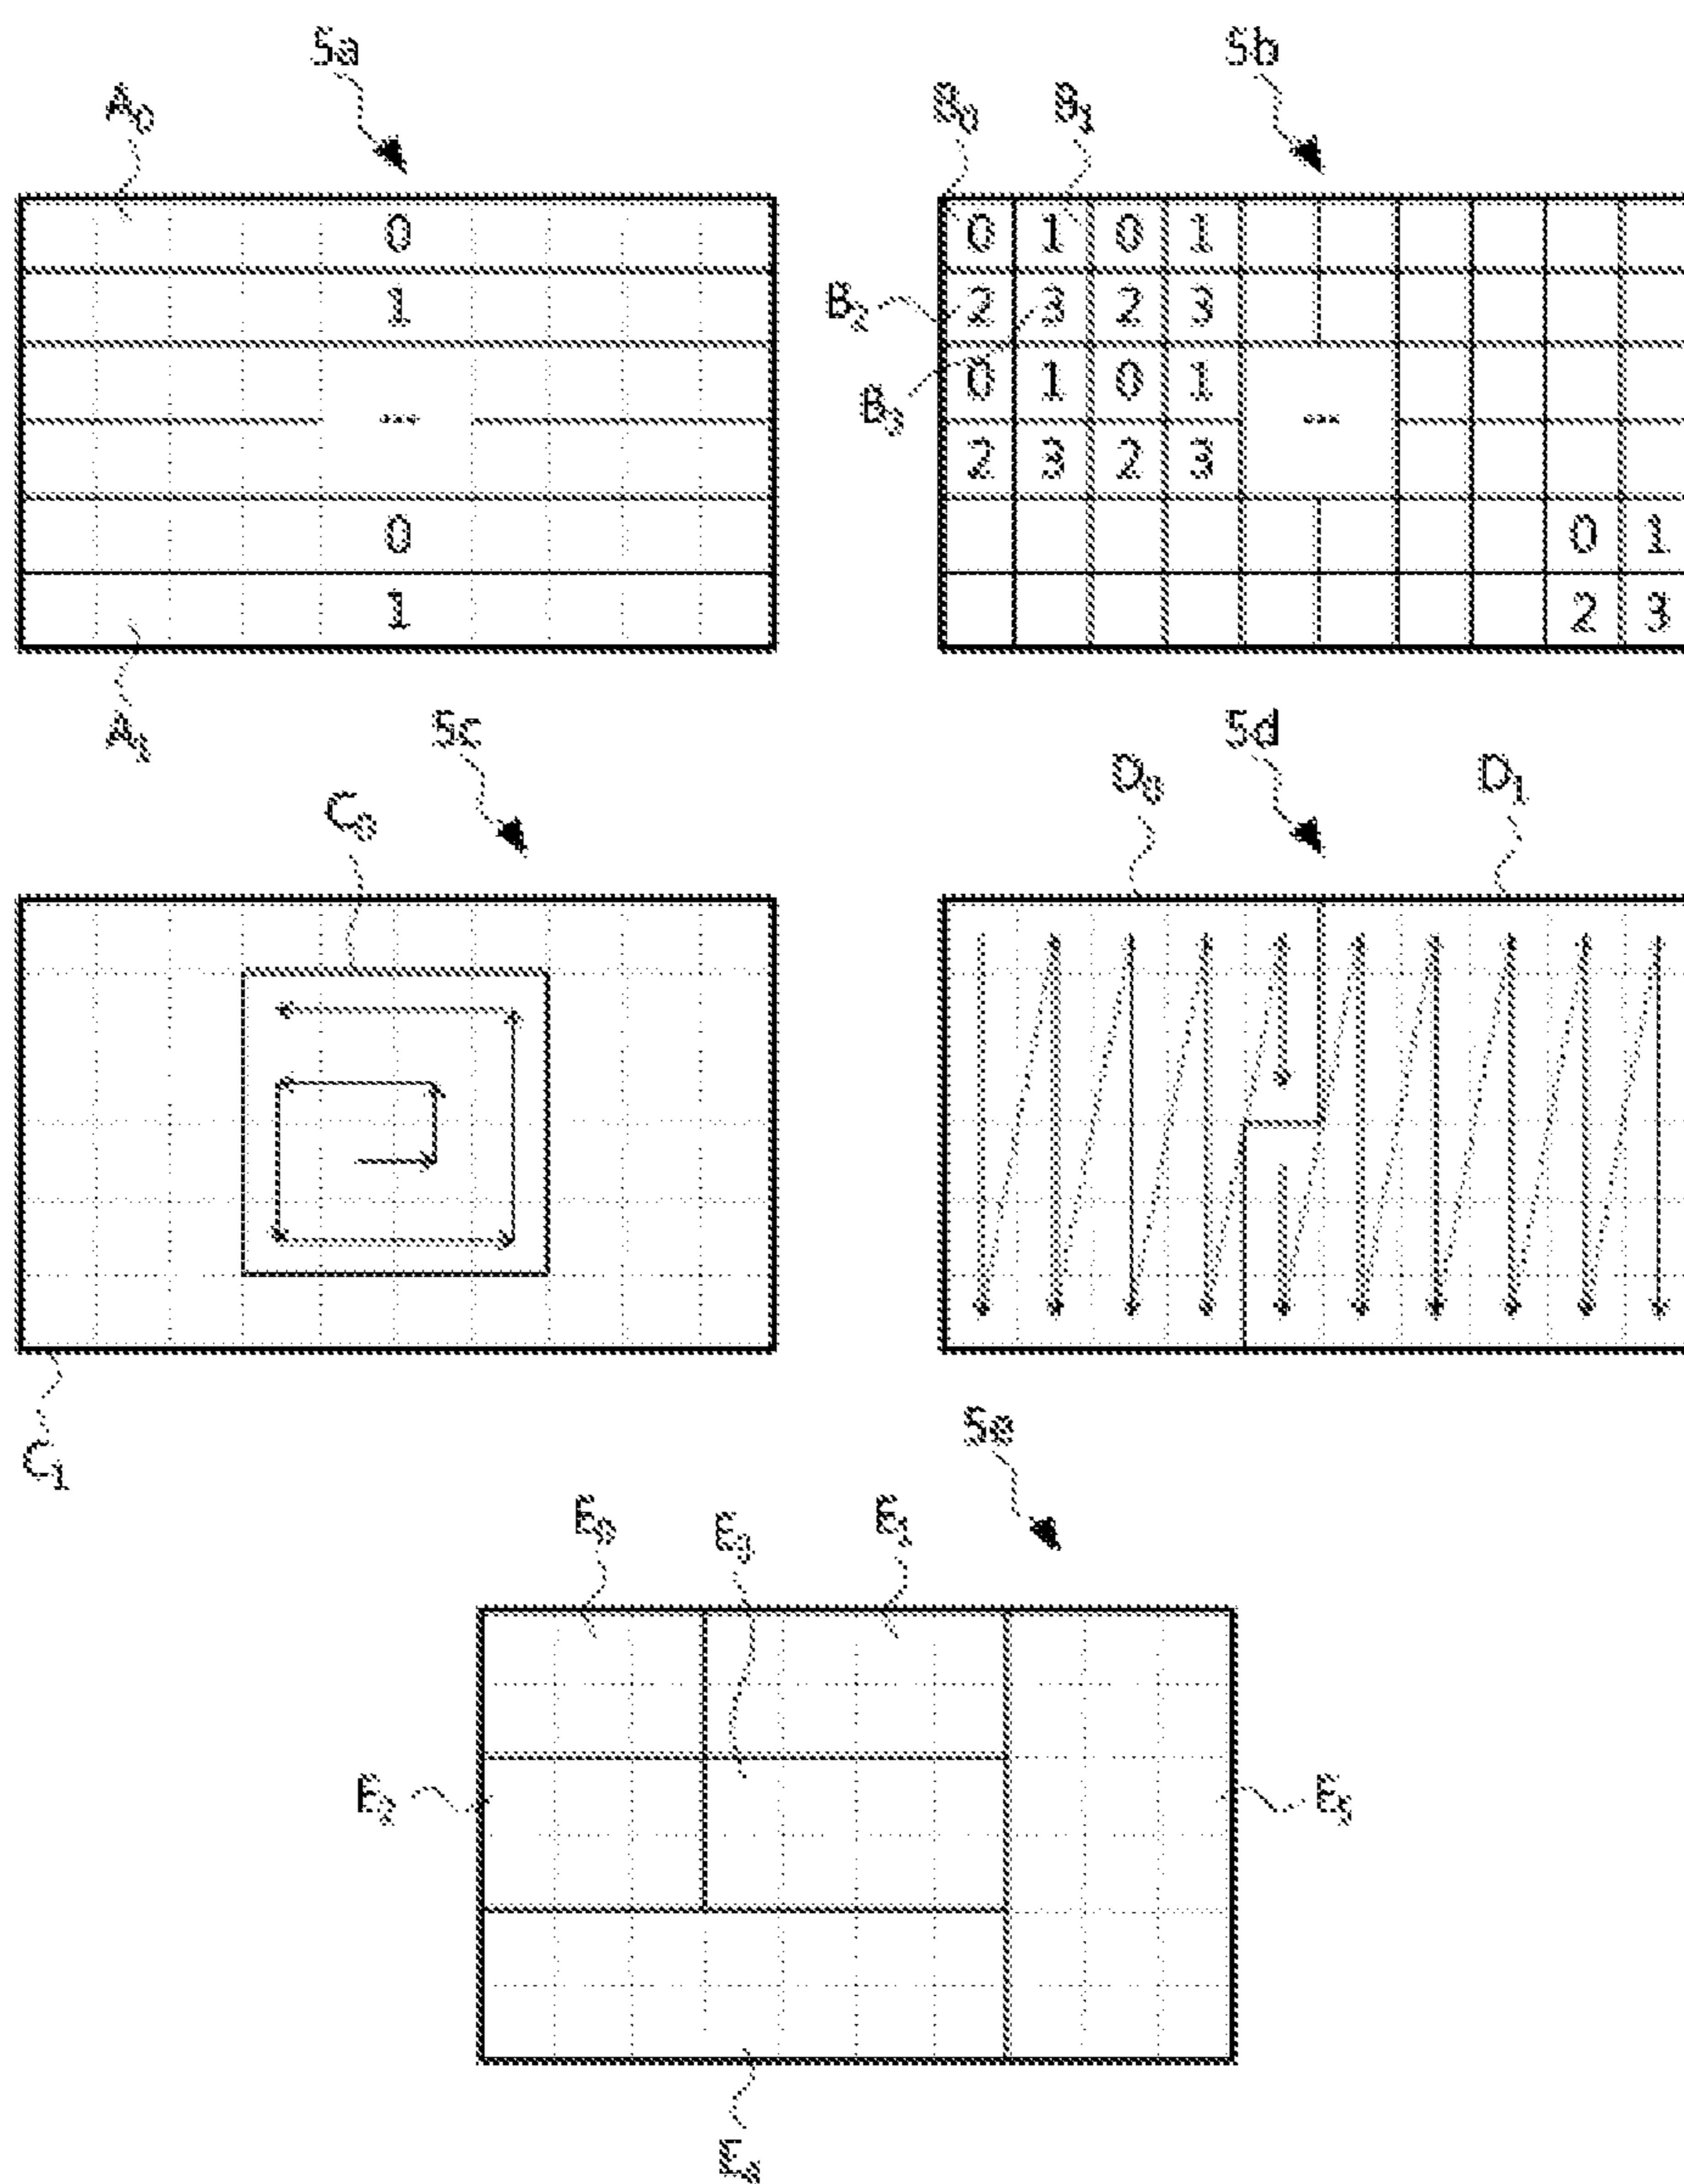 5a 5b
A₀ B₀ B₁
0 0 1 0 1
1 B₂ 2 3 2 3
0 1 0 1
... B₃ ...
2 3 2 3
0 0 1
1 2 3
A₁ 5c 5d
C₀ D₀ D₁
C₁ 5e
E₀ E₃ E₁
E₂ E₅
E₄